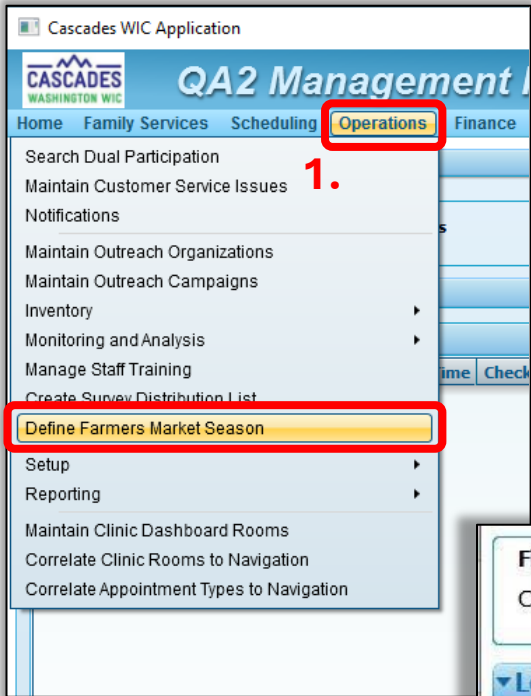 Cascades WIC Application
CASCADES
WASHINGTON WIC
QA2 Management
Home Family Services Scheduling Operations Finance
1.
Search Dual Participation
Maintain Customer Service Issues
Notifications
s
Maintain Outreach Organizations
Maintain Outreach Campaigns
Inventory
Monitoring and Analysis
Manage Staff Training
ime Check
Create Survey Distribution List
Define Farmers Market Season
Setup
Reporting
Maintain Clinic Dashboard Rooms
Correlate Clinic Rooms to Navigation
Correlate Appointment Types to Navigation
F
C